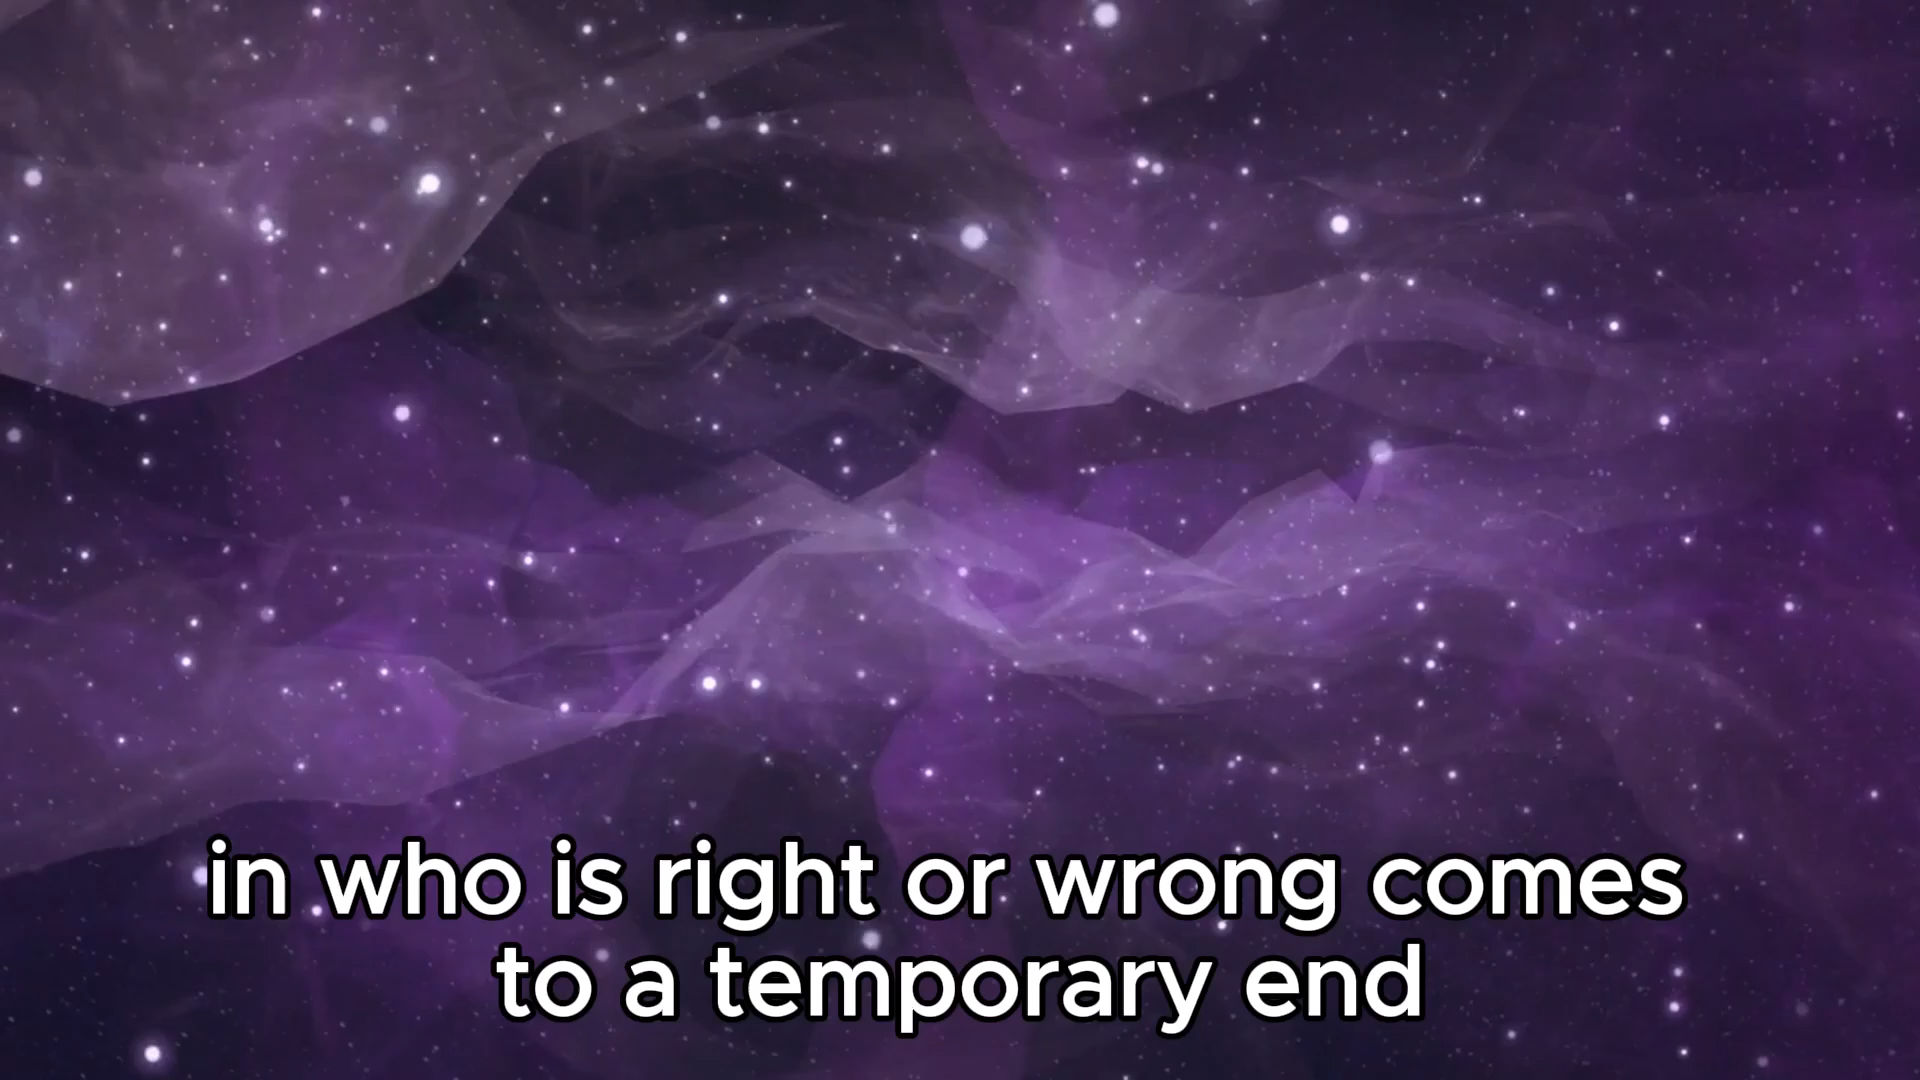 in who is right or wrong comes
to a temporary end